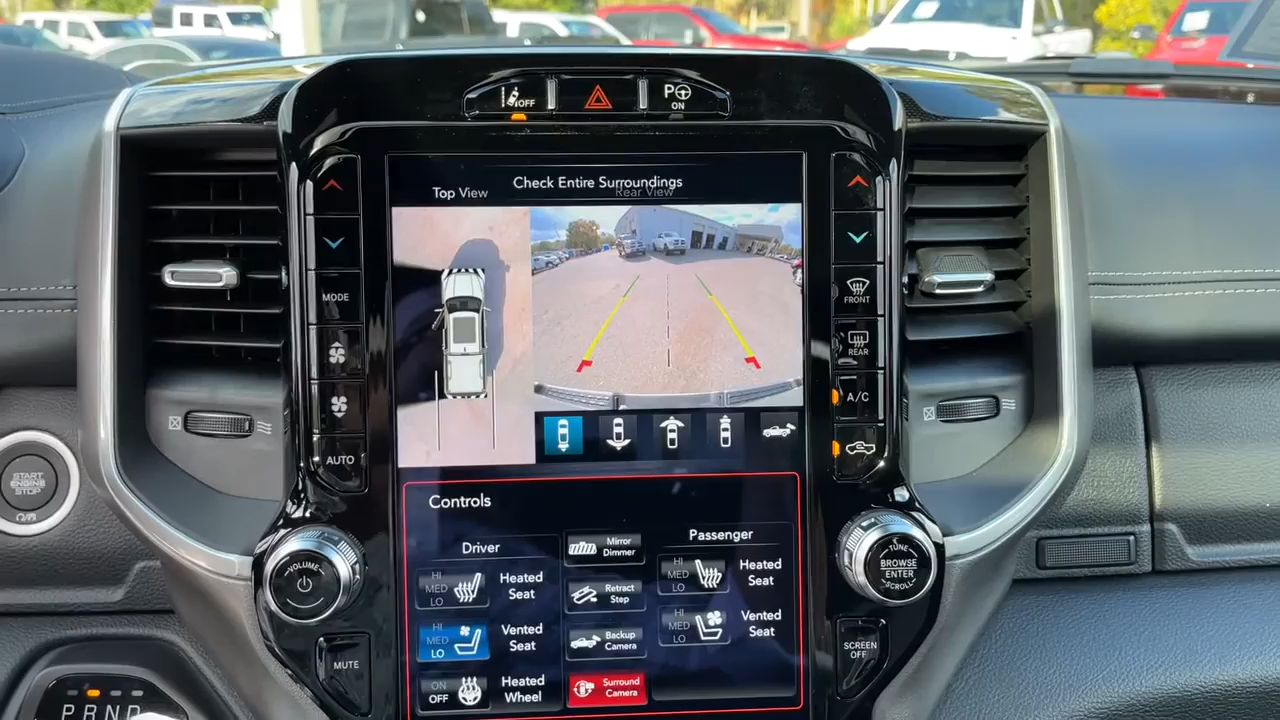 OFF
P
ON
Check Entire Surroundings
Top View
Rear View
MODE
AUTO
FRONT
REAR
A/C
START
ENGINE
STOP
VOLUME
MUTE
TUNE
BROWSE
ENTER
SCROLL
SCREEN
OFF
Controls
Driver
HI
MED
LO
Heated
Seat
HI
MED
LO
Vented
Seat
ON
OFF
Heated
Wheel
Mirror
Dimmer
Retract
Step
Backup
Camera
Surround
Camera
Passenger
HI
MED
LO
Heated
Seat
HI
MED
LO
Vented
Seat
PRND